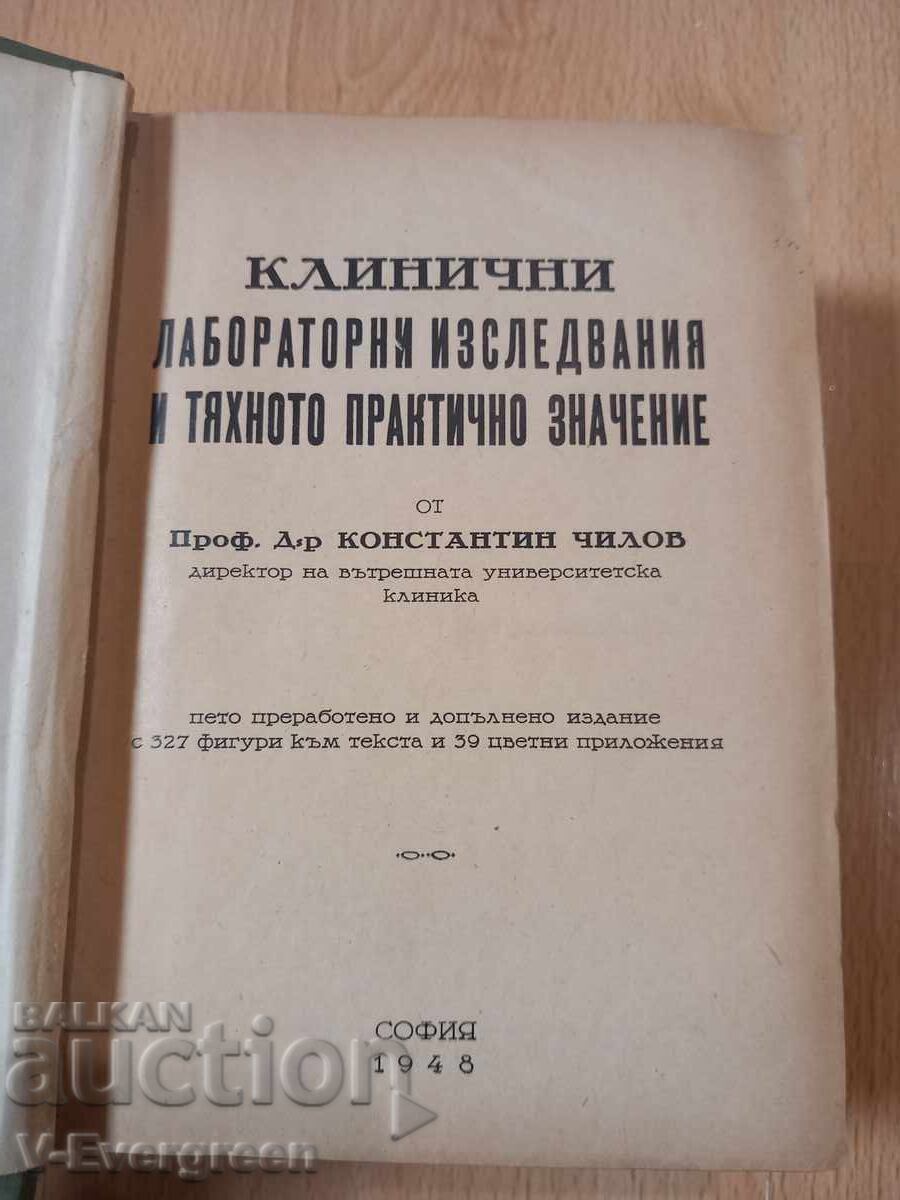 КЛИНИЧНИ
ЛАБОРАТОРНИ ИЗСЛЕДВАНИЯ
И ТЯХНОТО ПРАКТИЧНО ЗНАЧЕНИЕ
ОТ
Проф. Д-р КОНСТАНТИН ЧИЛОВ
директор на вътрешната университетска
клиника
пето преработено и допълнено издание
с 327 фигури към текста и 39 цветни приложения
СОФИЯ
1948
BALKAN
auction
V-Evergreen